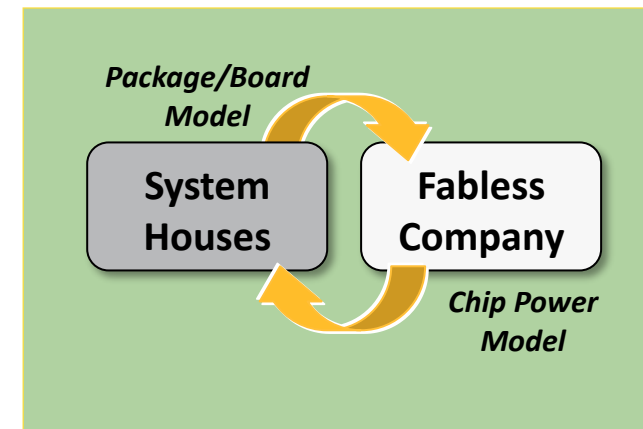 Package/Board
Model
System
Houses
Fabless
Company
Chip Power
Model